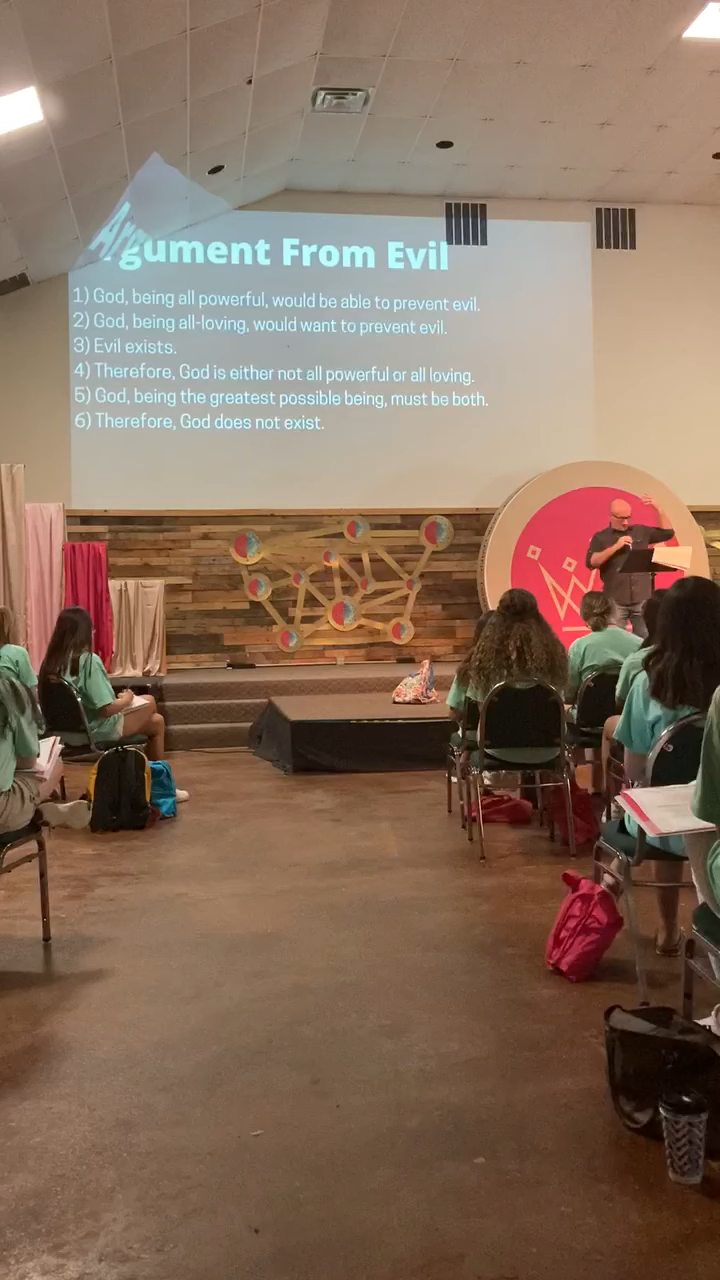 Argument From Evil
1) God, being all powerful, would be able to prevent evil.
2) God, being all-loving, would want to prevent evil.
3) Evil exists.
4) Therefore, God is either not all powerful or all loving.
5) God, being the greatest possible being, must be both.
6) Therefore, God does not exist.